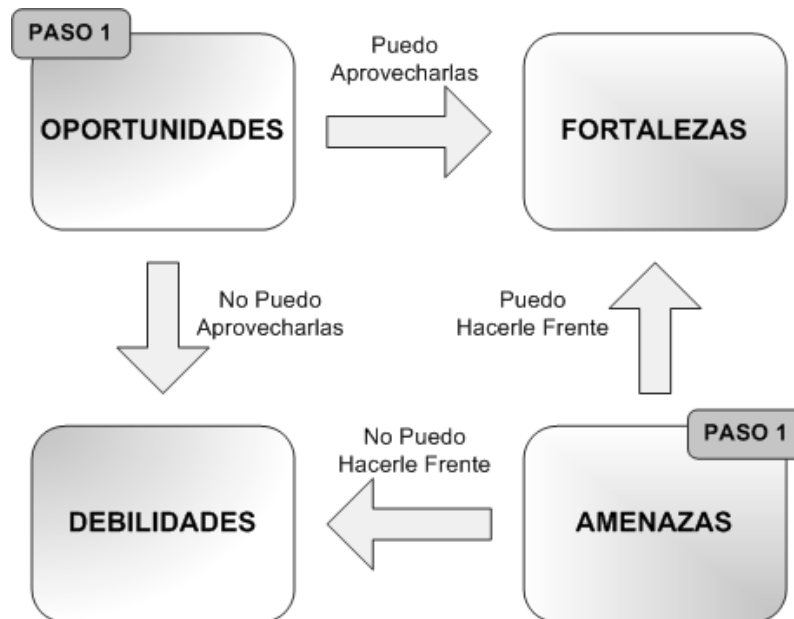 PASO 1
OPORTUNIDADES
Puedo
Aprovecharlas
FORTALEZAS
No Puedo
Aprovecharlas
Puedo
Hacerle Frente
DEBILIDADES
No Puedo
Hacerle Frente
PASO 1
AMENAZAS